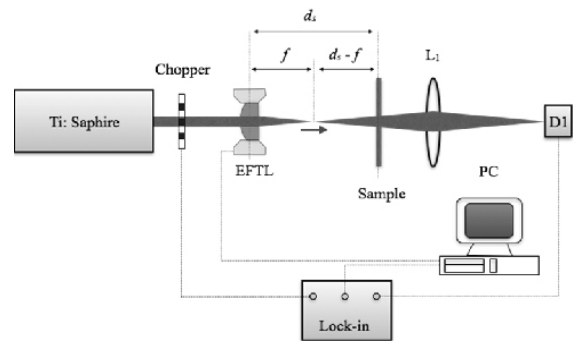 dₛ
f
dₛ - f
L₁
Chopper
Ti: Saphire
D1
EFTL
PC
Sample
Lock-in